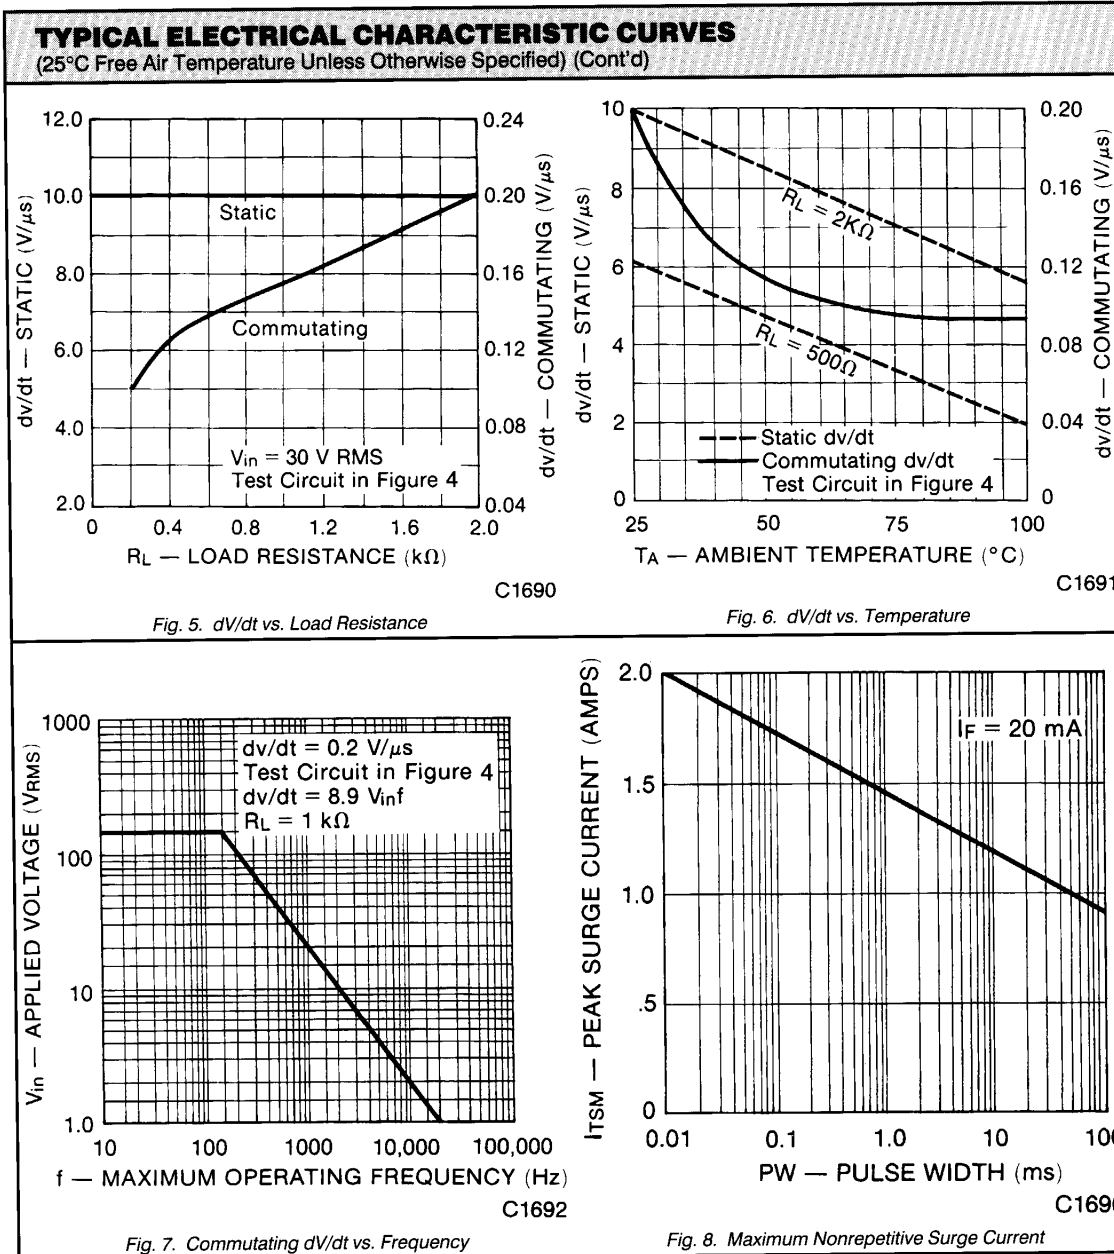 TYPICAL ELECTRICAL CHARACTERISTIC CURVES
(25°C Free Air Temperature Unless Otherwise Specified) (Cont'd)
12.0
10.0
8.0
6.0
4.0
2.0
dv/dt — STATIC (V/μs)
Static
Commutating
Vin = 30 V RMS
Test Circuit in Figure 4
0.24
0.20
0.16
0.12
0.08
0.04
dv/dt — COMMUTATING (V/μs)
0 0.4 0.8 1.2 1.6 2.0
RL — LOAD RESISTANCE (kΩ)
C1690
Fig. 5. dV/dt vs. Load Resistance
10
8
6
4
2
0
dv/dt — STATIC (V/μs)
RL = 2KΩ
RL = 500Ω
Static dv/dt
Commutating dv/dt
Test Circuit in Figure 4
0.20
0.16
0.12
0.08
0.04
0
dv/dt — COMMUTATING (V/μs)
25 50 75 100
TA — AMBIENT TEMPERATURE (°C)
C1691
Fig. 6. dV/dt vs. Temperature
1000
100
10
1.0
Vin — APPLIED VOLTAGE (VRMS)
dv/dt = 0.2 V/μs
Test Circuit in Figure 4
dv/dt = 8.9 Vinf
RL = 1 kΩ
10 100 1000 10,000 100,000
f — MAXIMUM OPERATING FREQUENCY (Hz)
C1692
Fig. 7. Commutating dV/dt vs. Frequency
2.0
1.5
1.0
.5
0
ITSM — PEAK SURGE CURRENT (AMPS)
IF = 20 mA
0.01 0.1 1.0 10
PW — PULSE WIDTH (ms)
Fig. 8. Maximum Nonrepetitive Surge Current